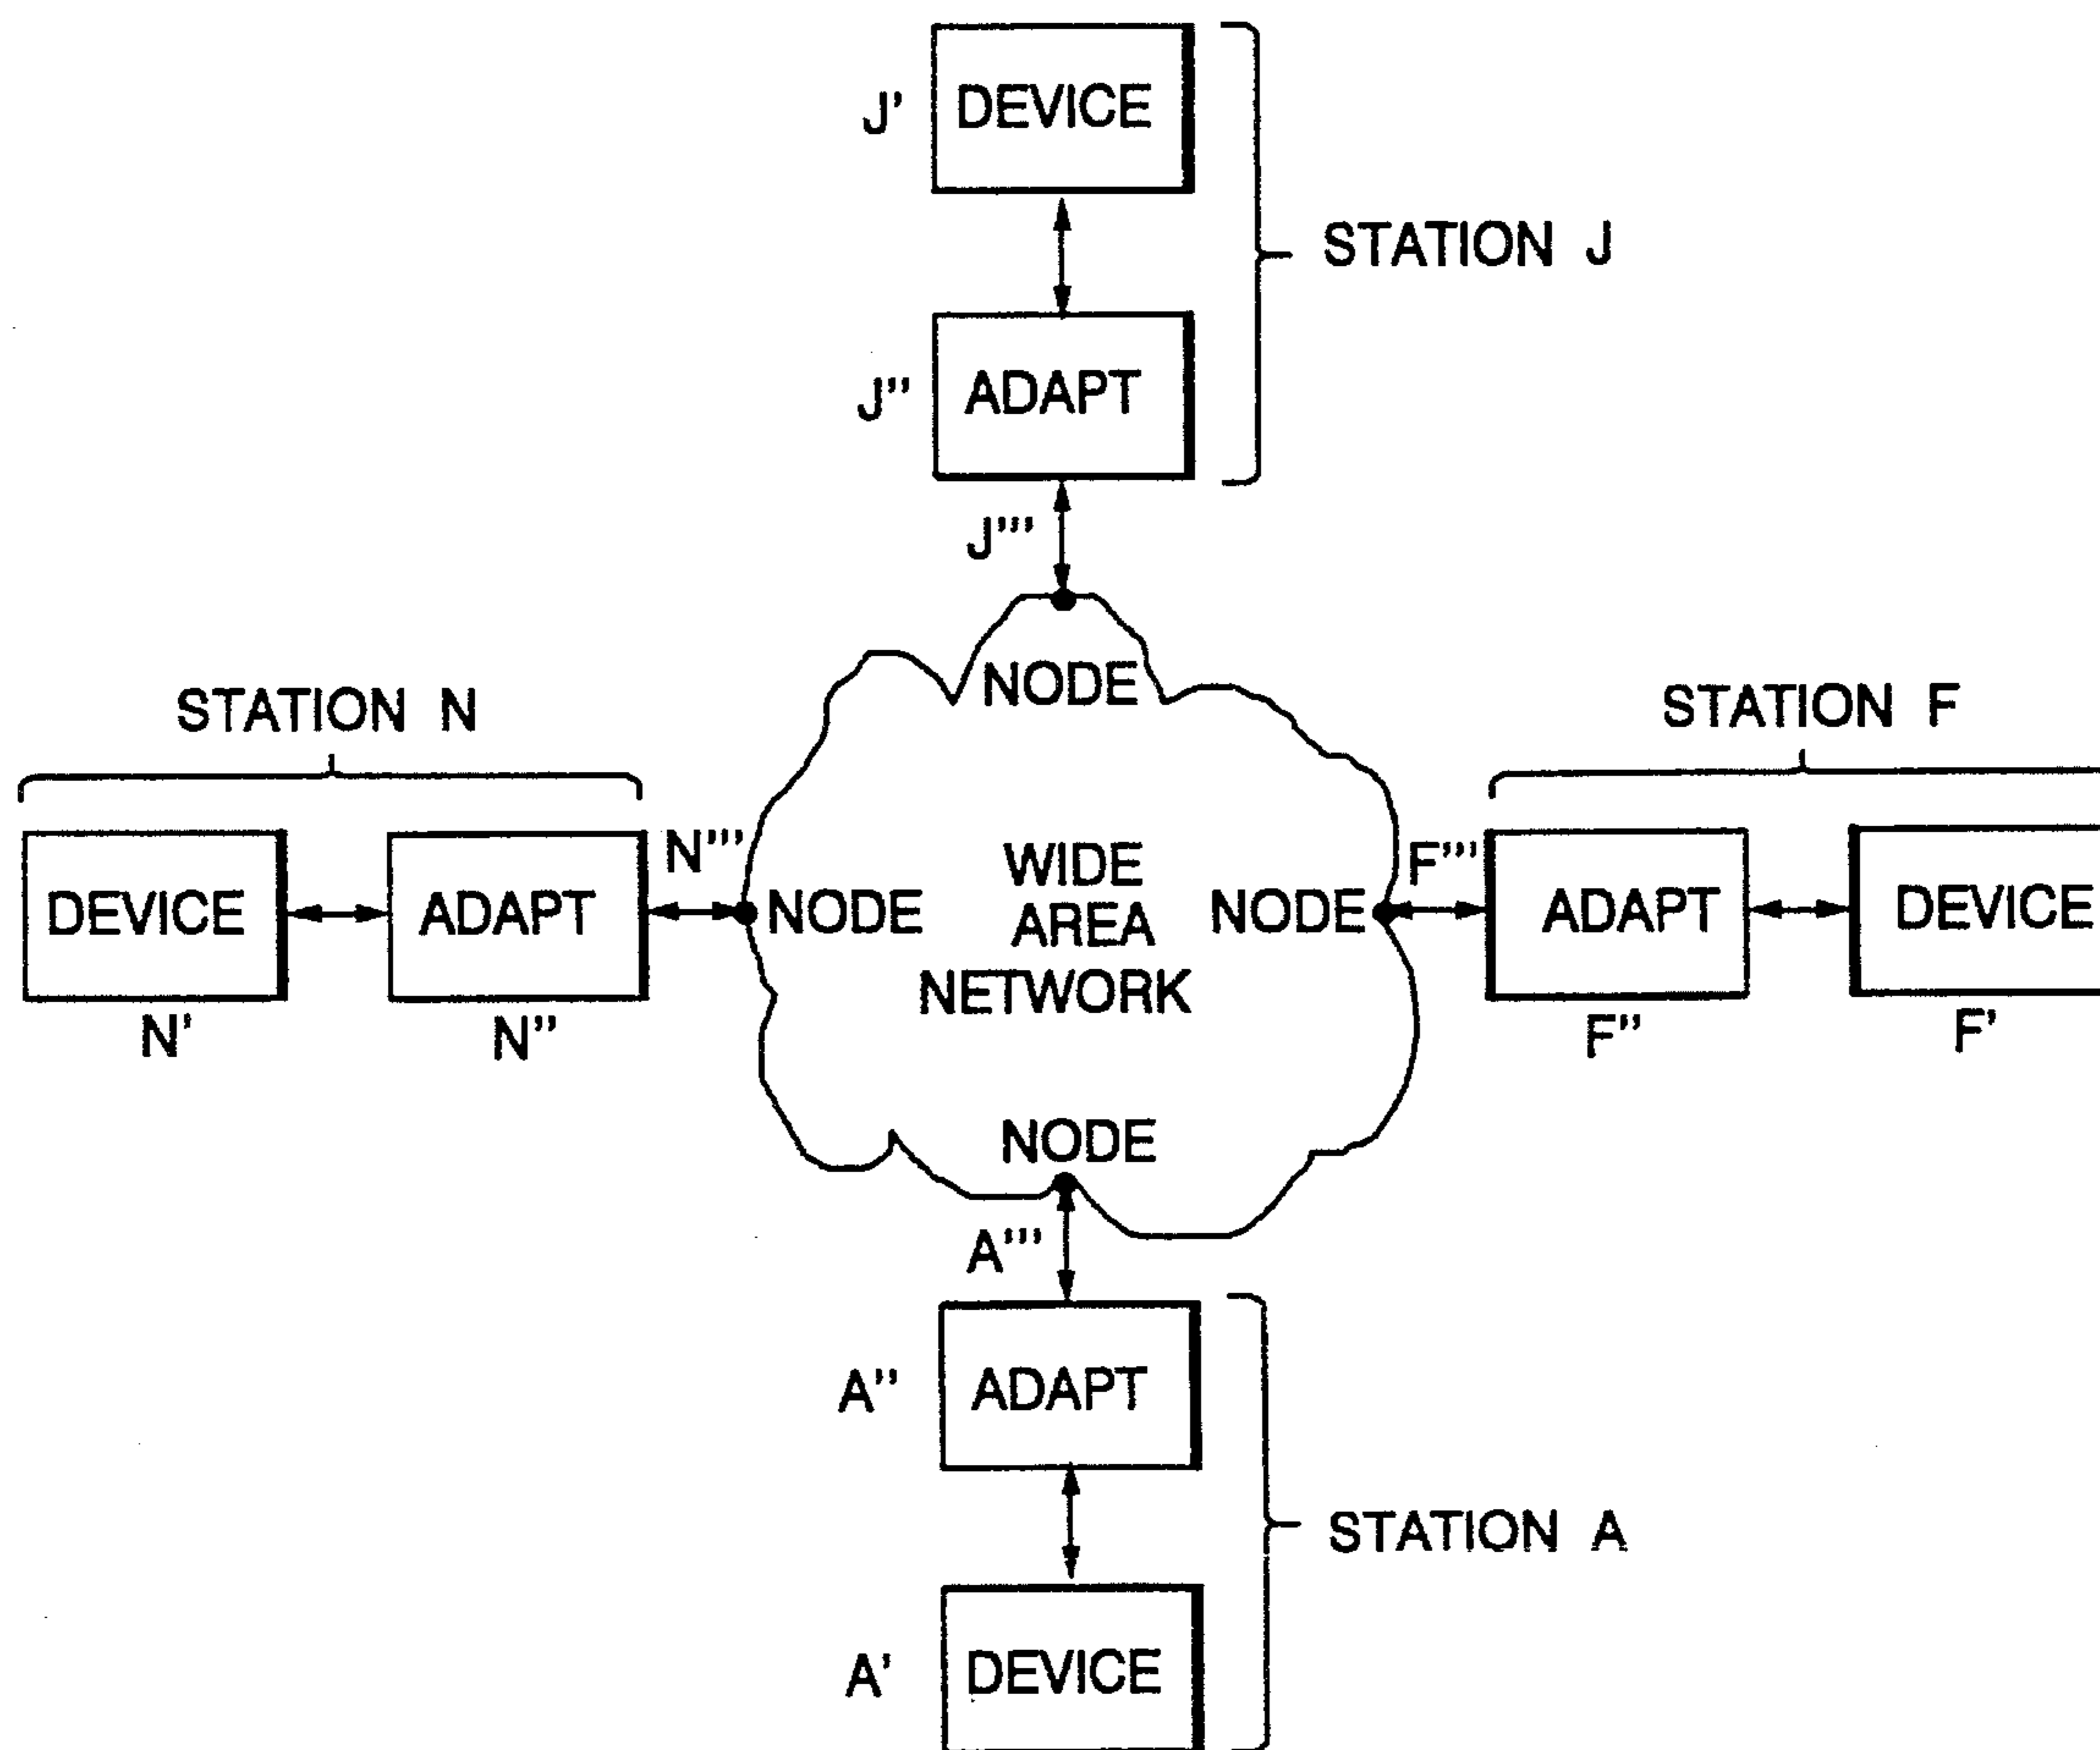 J' DEVICE
STATION J
J" ADAPT
J'''
NODE
STATION N
STATION F
N'''
WIDE
AREA
NETWORK
F'''
DEVICE
ADAPT
NODE
NODE
ADAPT
DEVICE
N'
N"
F"
F'
NODE
A'''
A" ADAPT
STATION A
A' DEVICE